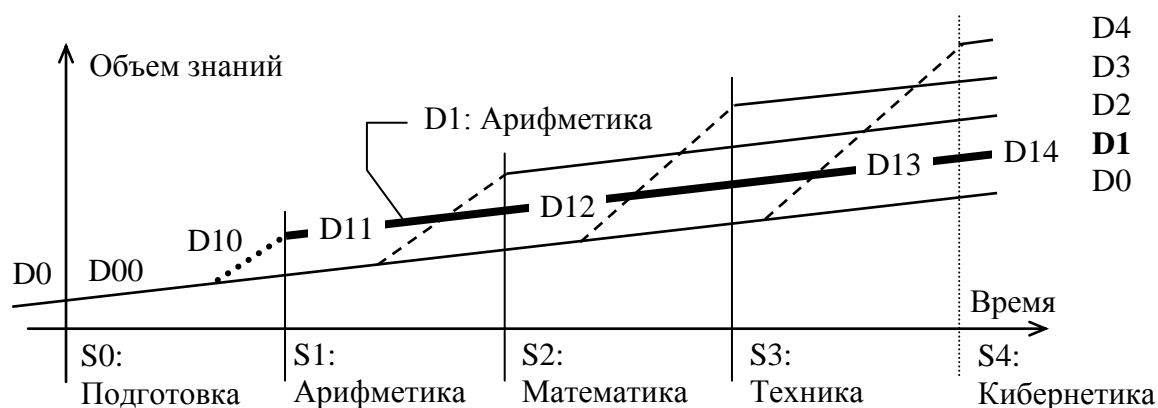 D4
Объем знаний
D3
D1: Арифметика
D2
D1
D13
D14
D12
D0
D10
D11
D0
D00
Время
S0:
Подготовка
S1:
Арифметика
S2:
Математика
S3:
Техника
S4:
Кибернетика